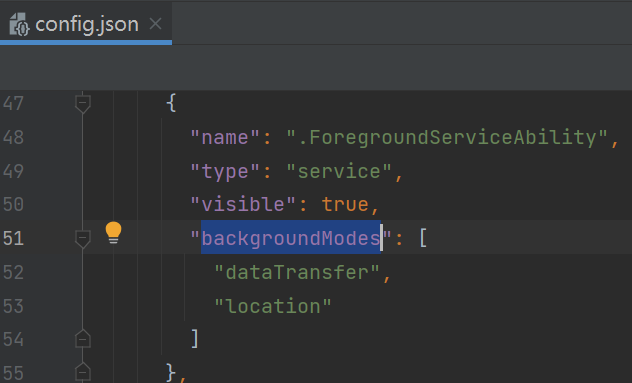 config.json
47 {
48 "name": ".ForegroundServiceAbility",
49 "type": "service",
50 "visible": true,
51 "backgroundModes": [
52 "dataTransfer",
53 "location"
54 ]
55 },